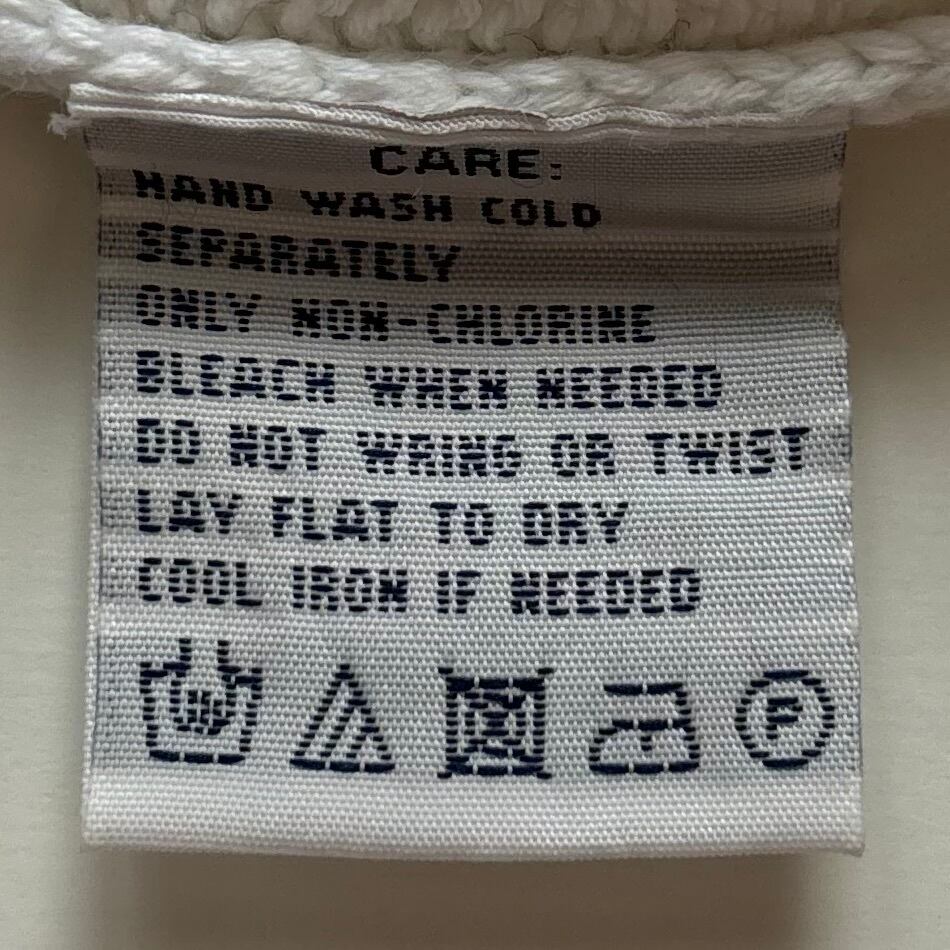 CARE:
HAND WASH COLD
SEPARATELY
ONLY NON-CHLORINE
BLEACH WHEN NEEDED
DO NOT WRING OR TWIST
LAY FLAT TO DRY
COOL IRON IF NEEDED
F